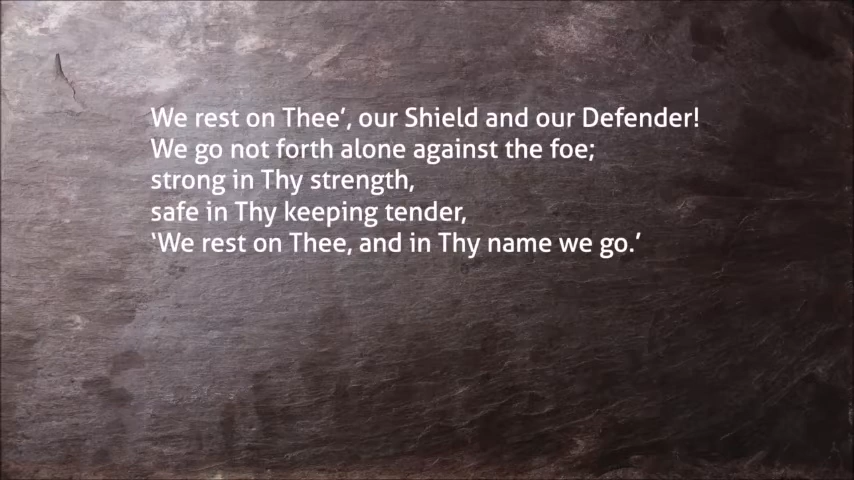 We rest on Thee’, our Shield and our Defender!
We go not forth alone against the foe;
strong in Thy strength,
safe in Thy keeping tender,
‘We rest on Thee, and in Thy name we go.’